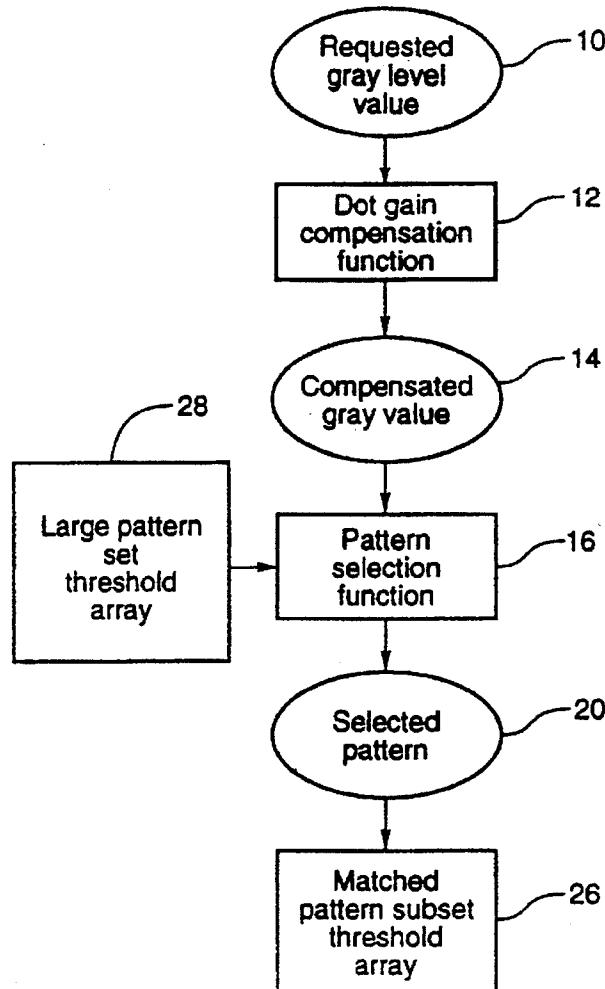 Requested
gray level
value
10
Dot gain
compensation
function
12
Compensated
gray value
14
28
Large pattern
set
threshold
array
Pattern
selection
function
16
Selected
pattern
20
Matched
pattern subset
threshold
array
26